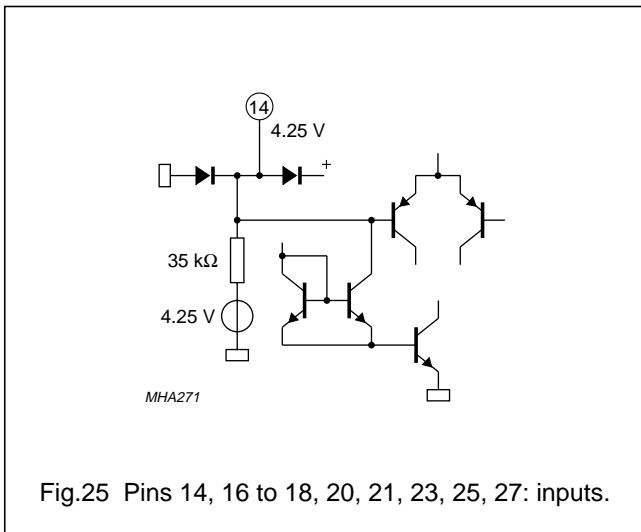 14
4.25 V
+
35 kΩ
4.25 V
MHA271
Fig.25 Pins 14, 16 to 18, 20, 21, 23, 25, 27: inputs.